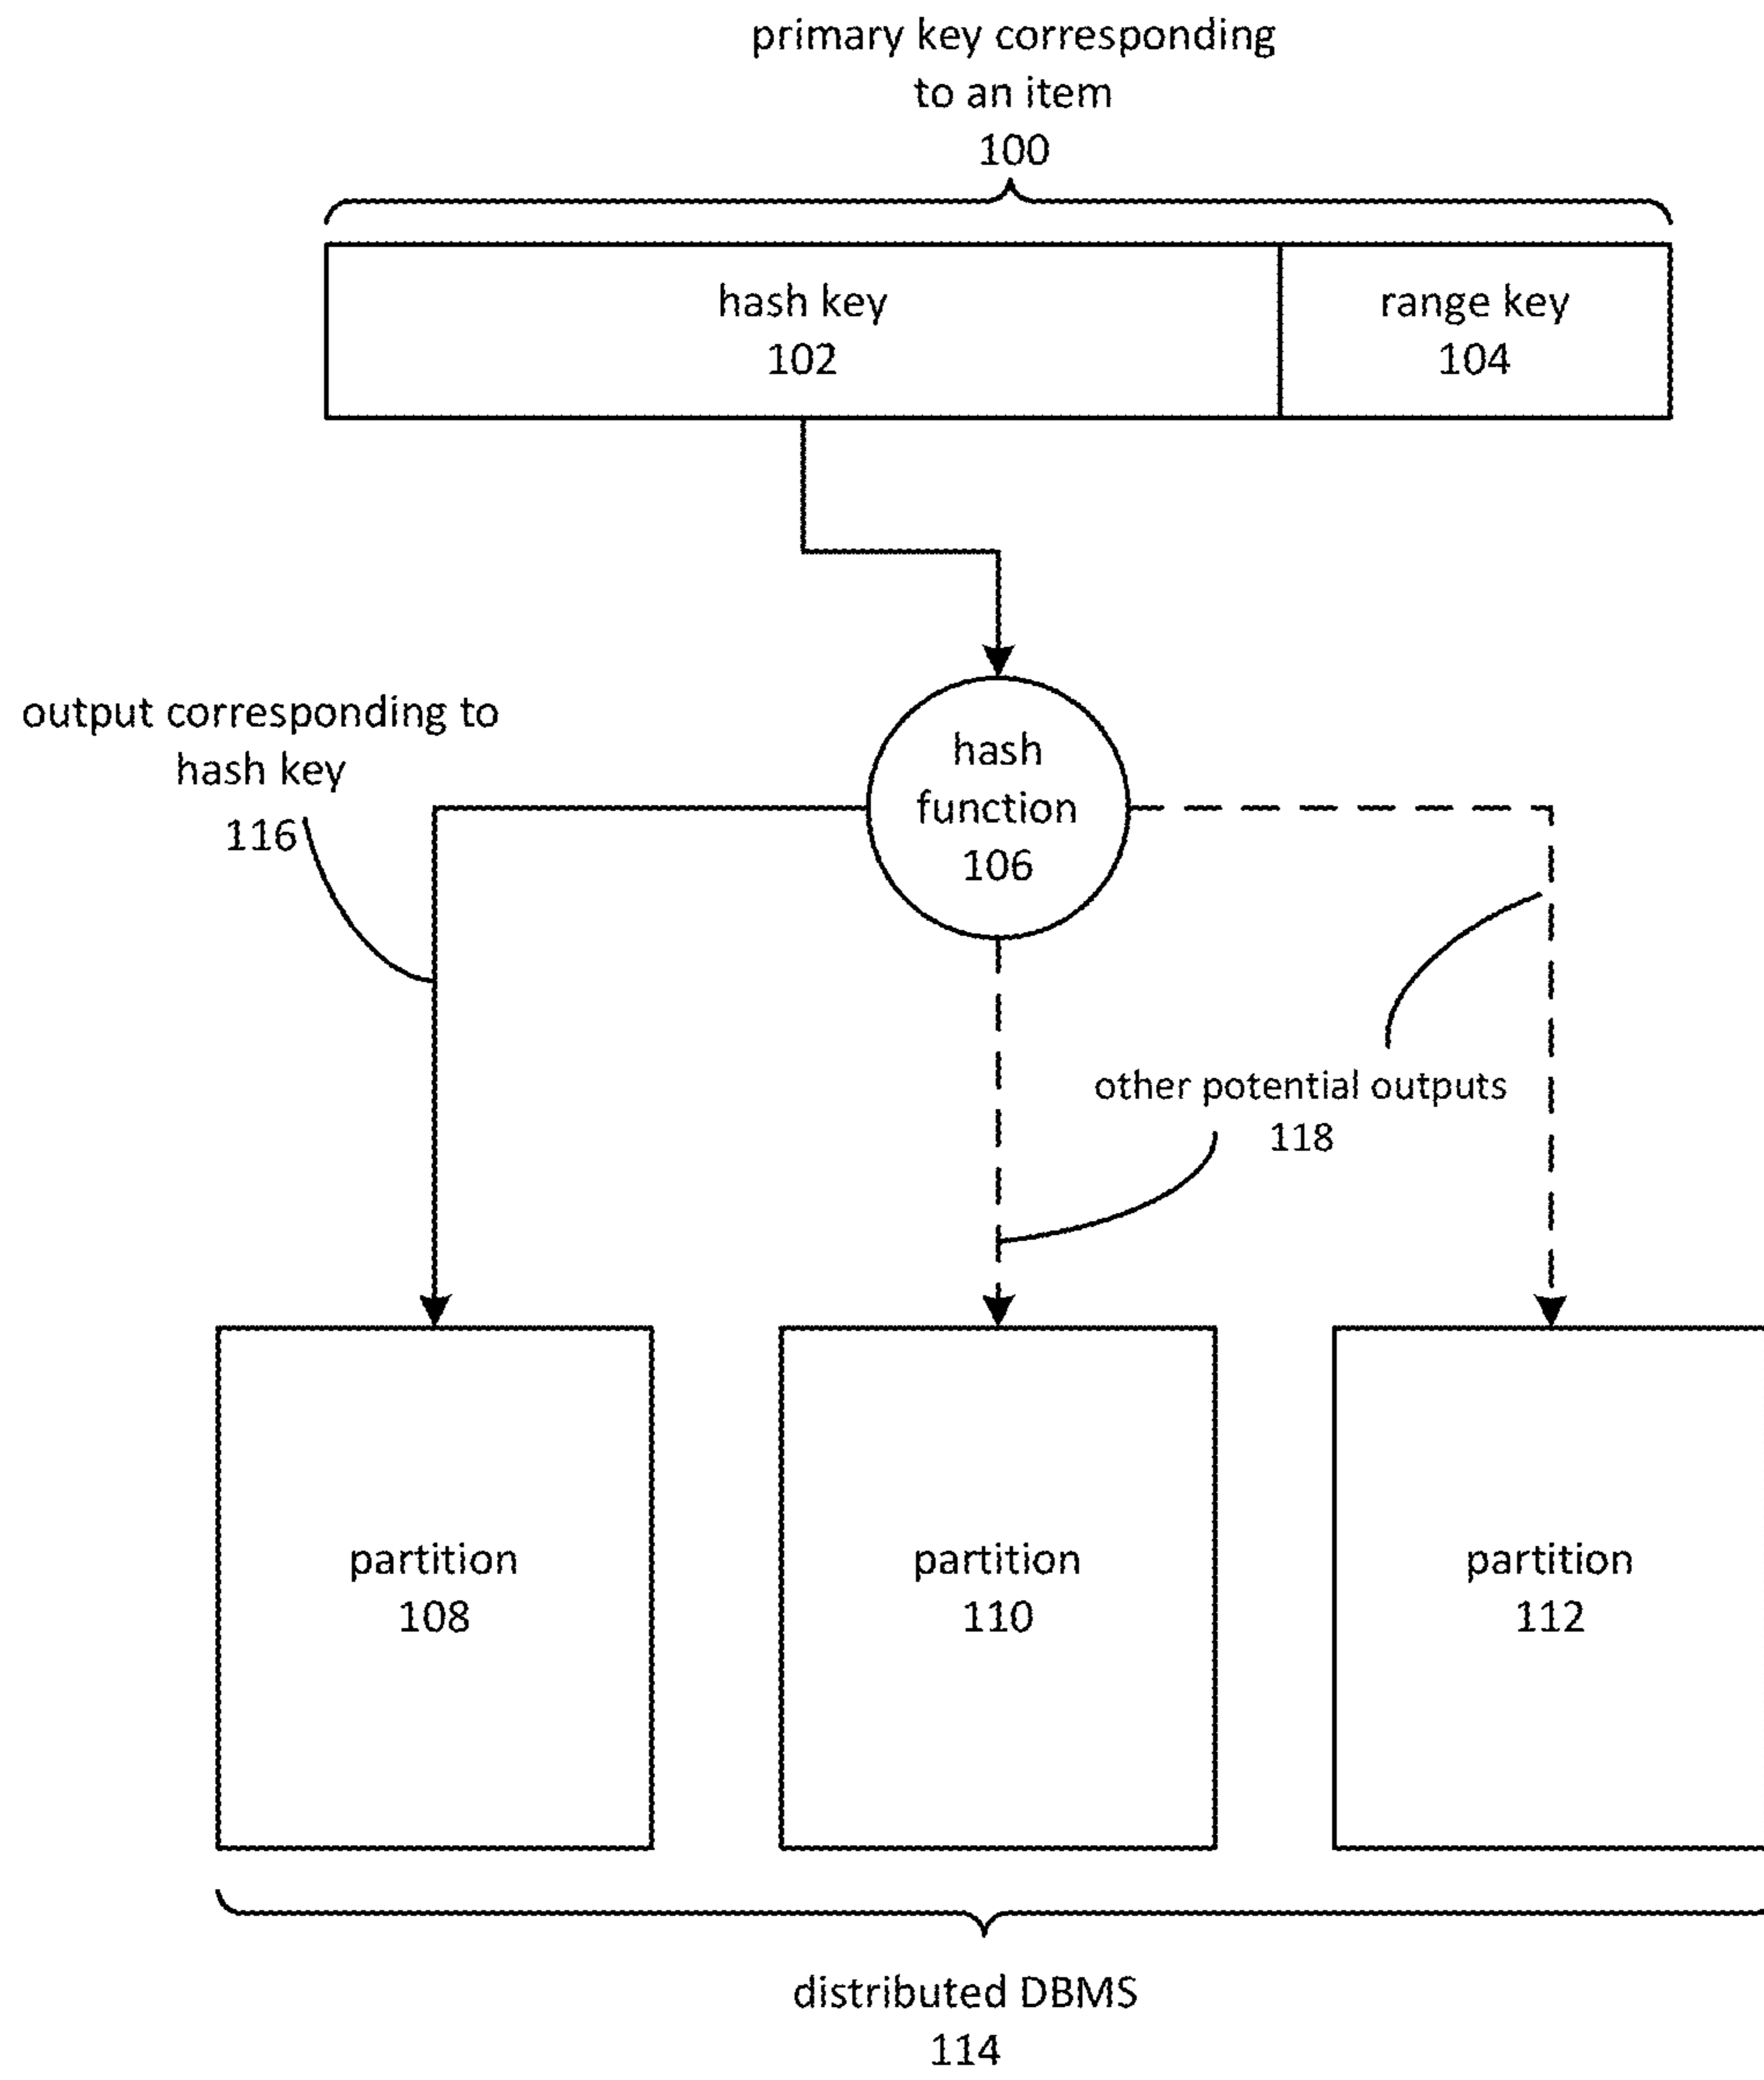 primary key corresponding
to an item
100
hash key
102
range key
104
output corresponding to
hash key
116
hash
function
106
other potential outputs
118
partition
108
partition
110
partition
112
distributed DBMS
114